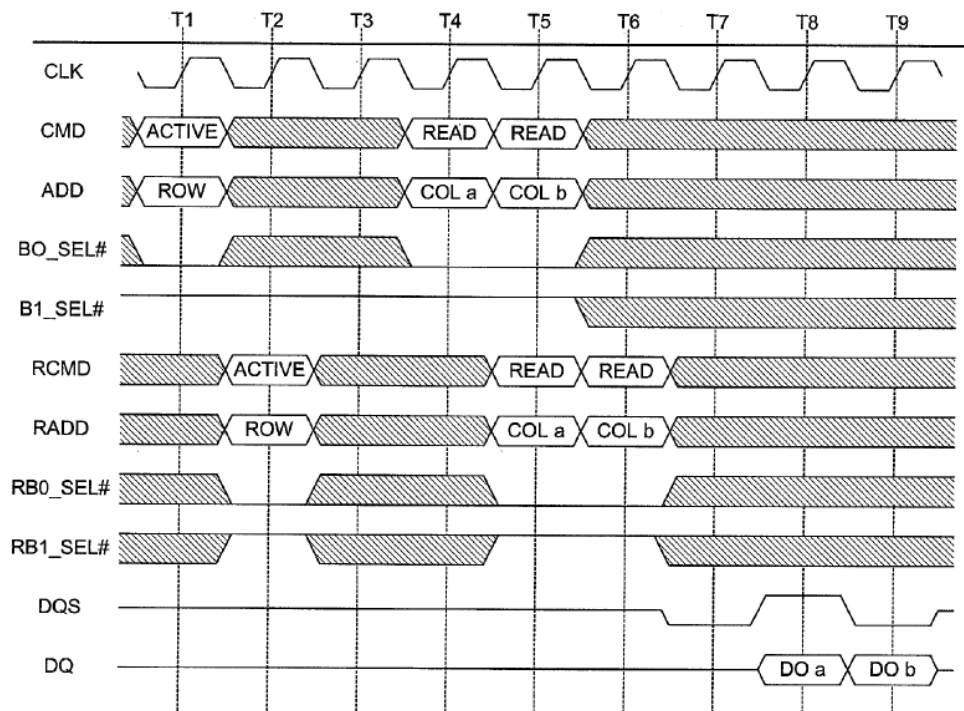 T1 T2 T3 T4 T5 T6 T7 T8 T9
CLK
CMD ACTIVE READ READ
ADD ROW COL a COL b
BO_SEL#
B1_SEL#
RCMD ACTIVE READ READ
RADD ROW COL a COL b
RB0_SEL#
RB1_SEL#
DQS
DQ DO a DO b